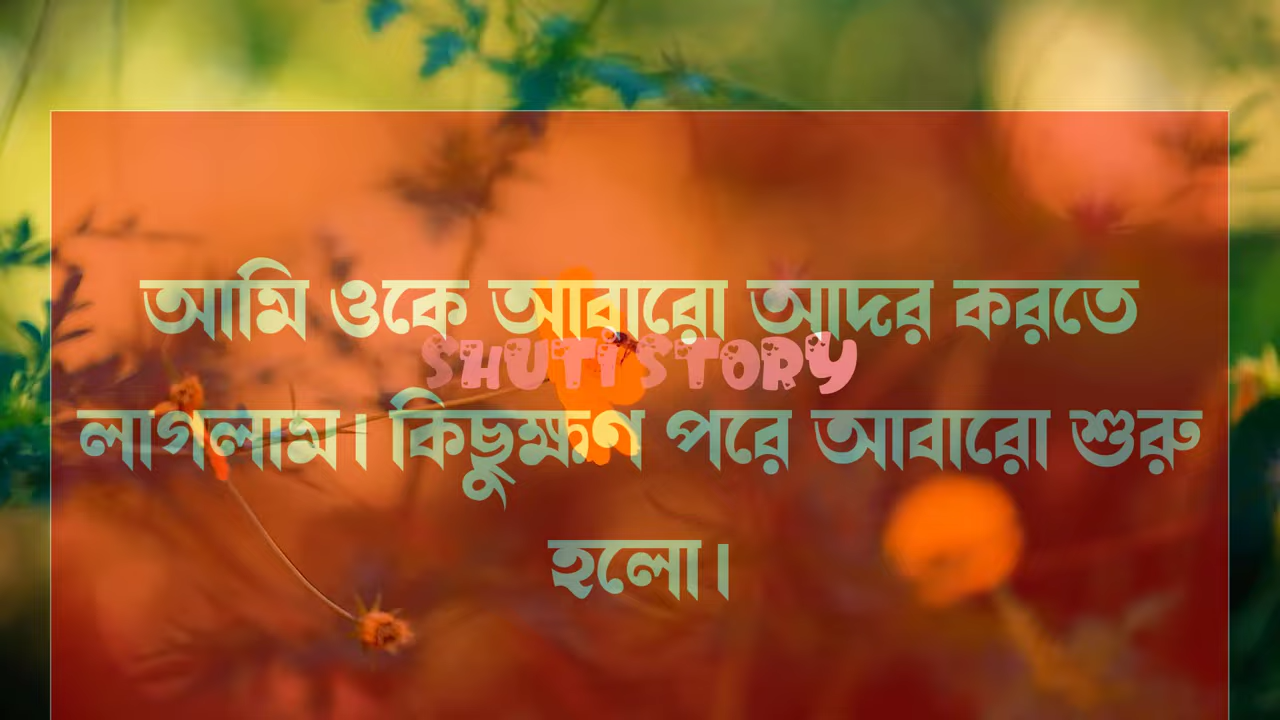 আমি ওকে আবারো আদর করতে
SHUTI STORY
লাগলাম। কিছুক্ষণ পরে আবারো শুরু
হলো।